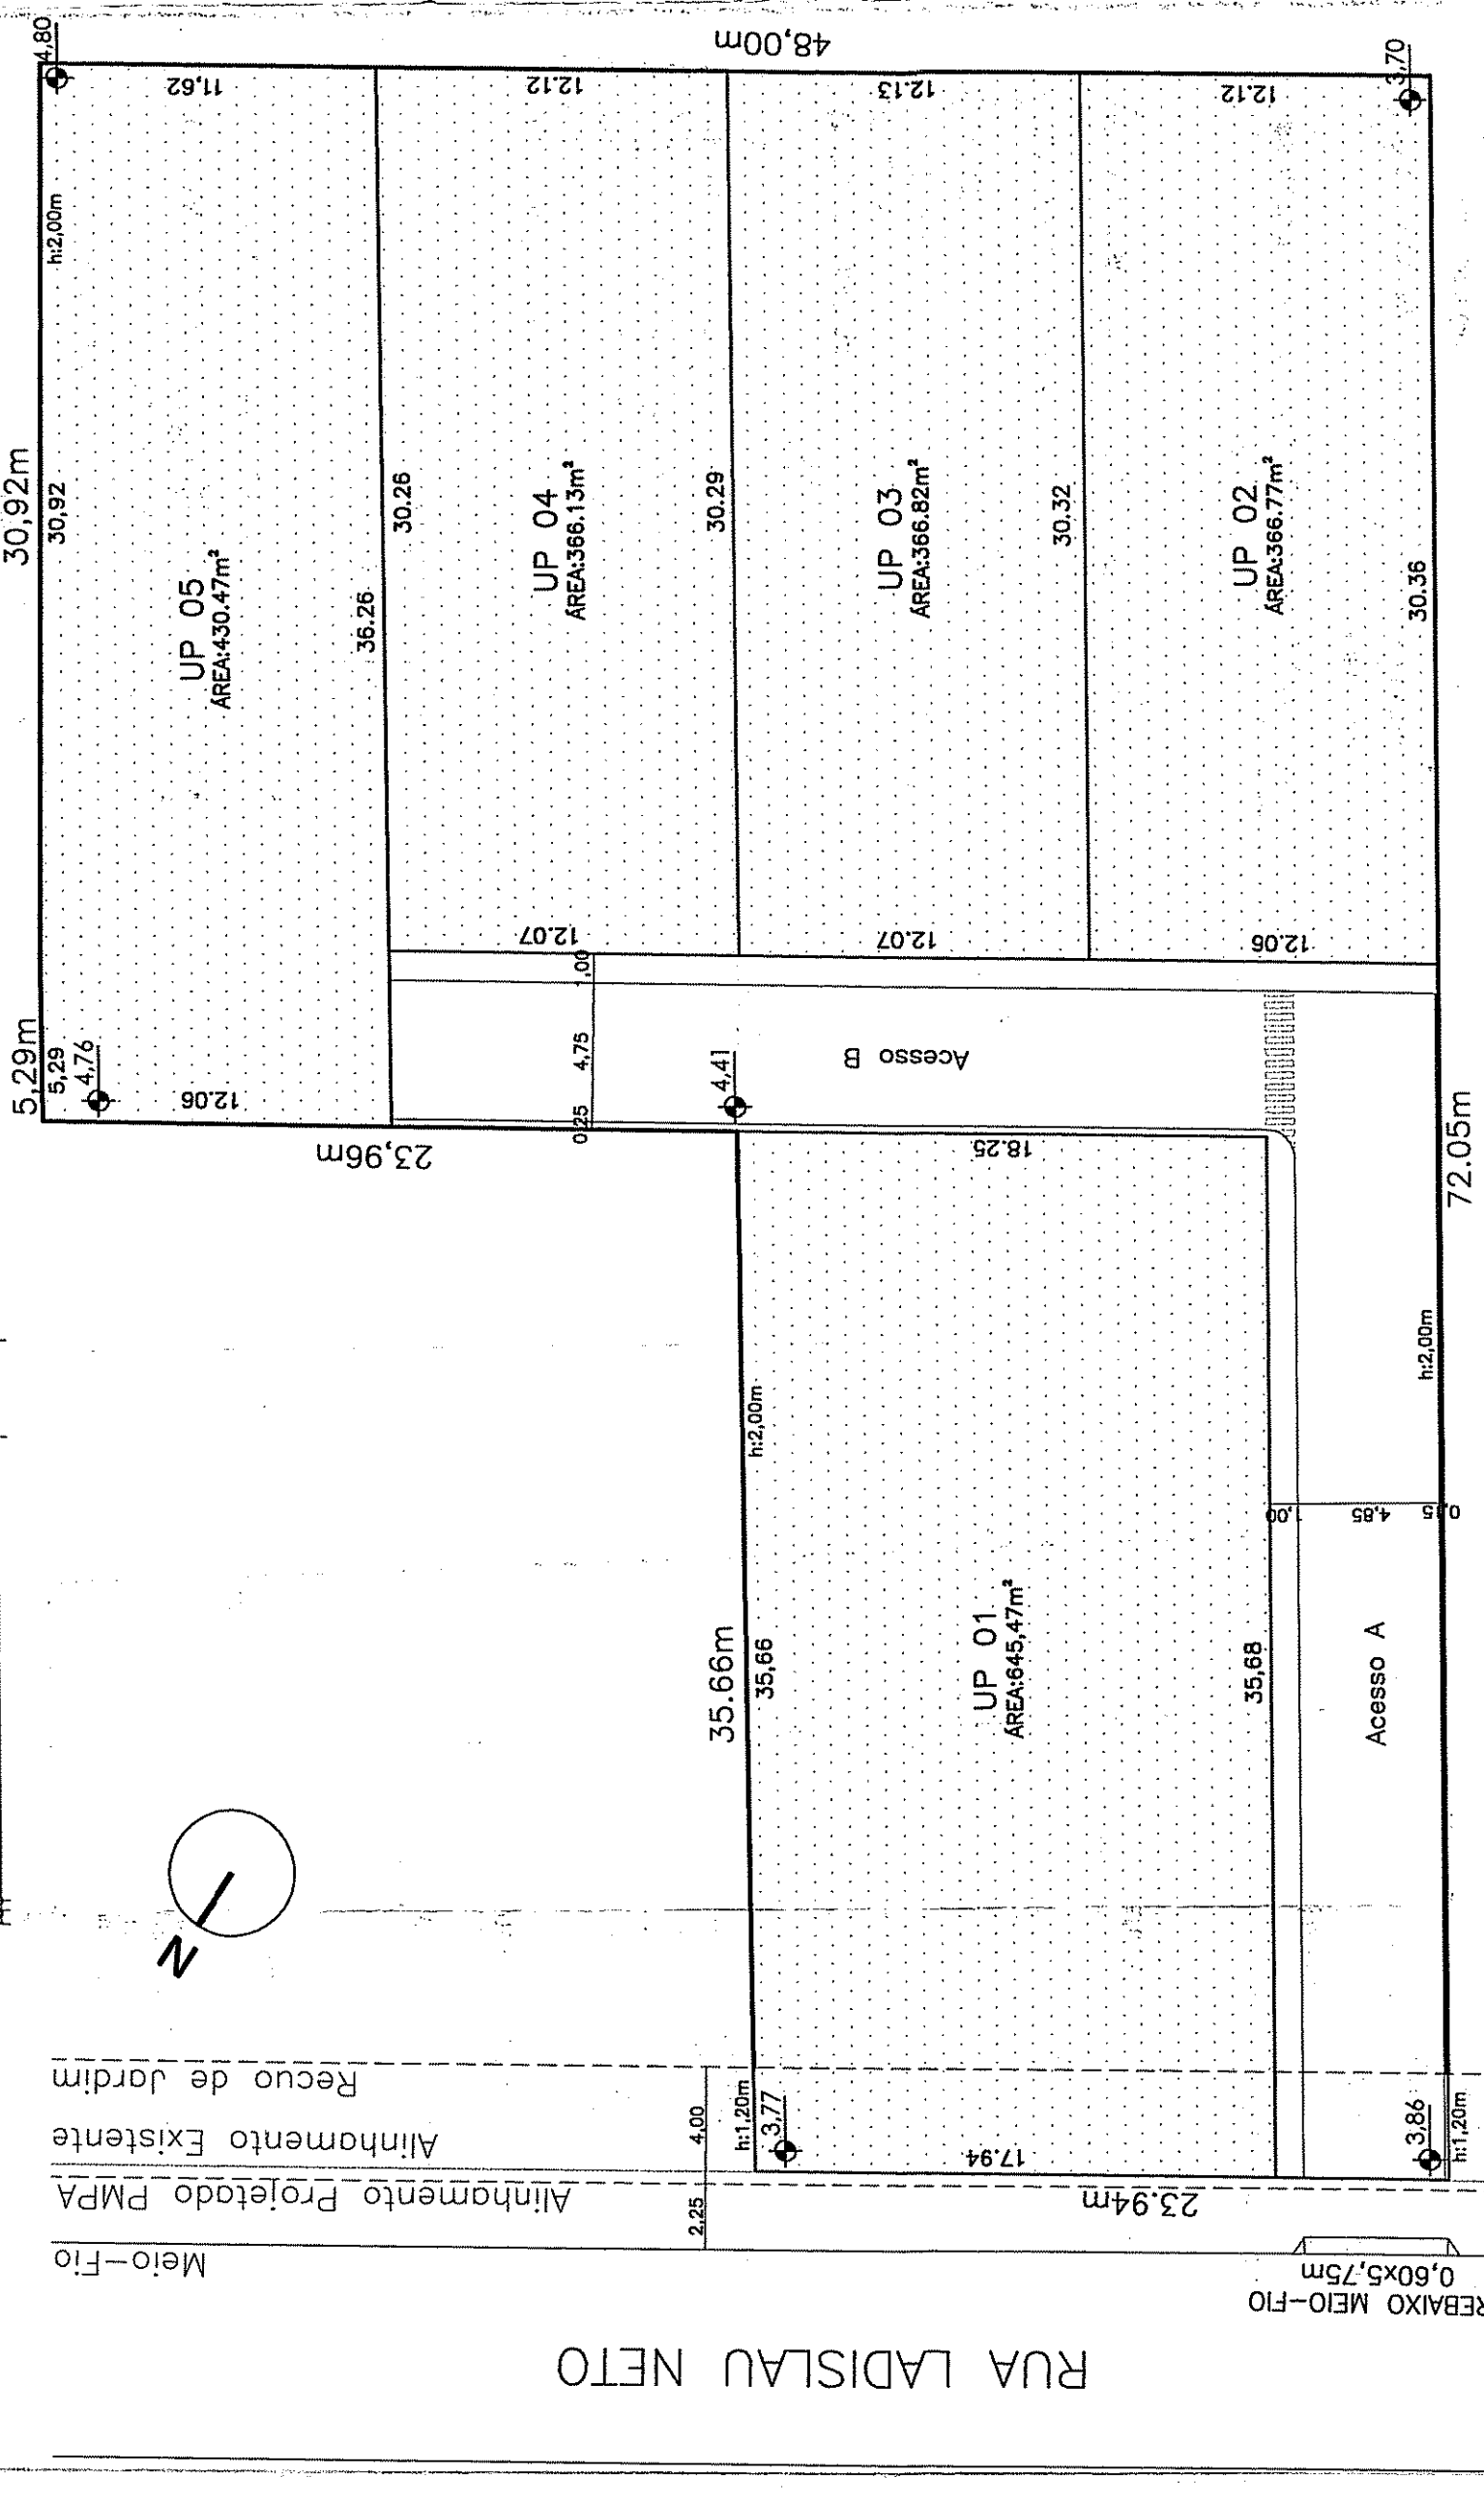 48,00m
4,80
11,62
12.12
12.13
12.12
3,70
30,92m
h:2,00m
30,92
UP 05
ÁREA:430.47m²
36.26
30.26
UP 04
ÁREA:366.13m²
30.29
UP 03
ÁREA:366.82m²
30.32
UP 02
ÁREA:366.77m²
30.36
12.07
12.07
12.06
5,29m
5,29
4,76
12.06
23,96m
0,25
4,75
1,00
4,41
Acesso B
18.25
72.05m
h:2,00m
h:2,00m
35.66m
35,66
UP 01
ÁREA:645,47m²
35,68
1,00
4,85
0,15
Acesso A
N
Recuo de Jardim
Alinhamento Existente
Alinhamento Projetado PMPA
Meio-Fio
4,00
2,25
h:1,20m
3,77
17.94
23.94m
3,86
h:1,20m
REBAIXO MEIO-FIO
0,60x5,75m
RUA LADISLAU NETO